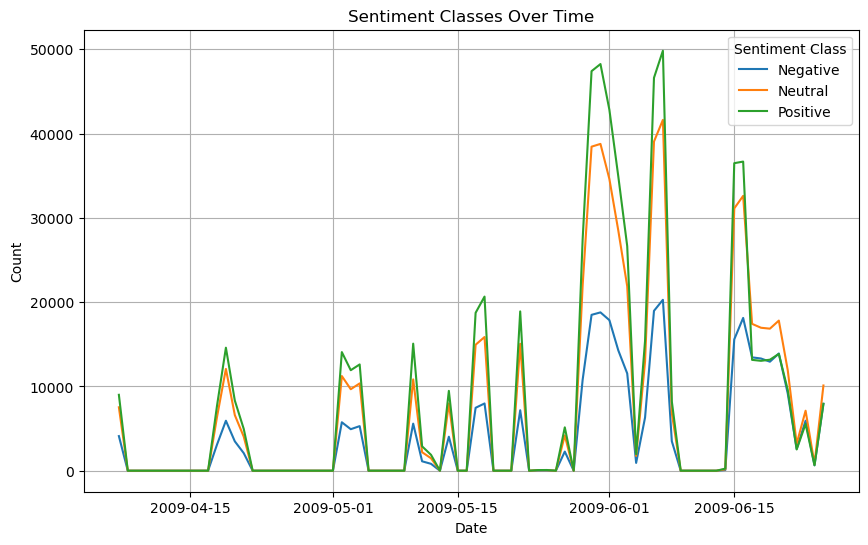 Sentiment Classes Over Time
Sentiment Class
Negative
Neutral
Positive
50000
40000
30000
20000
10000
0
Count
2009-04-15 2009-05-01 2009-05-15 2009-06-01 2009-06-15
Date